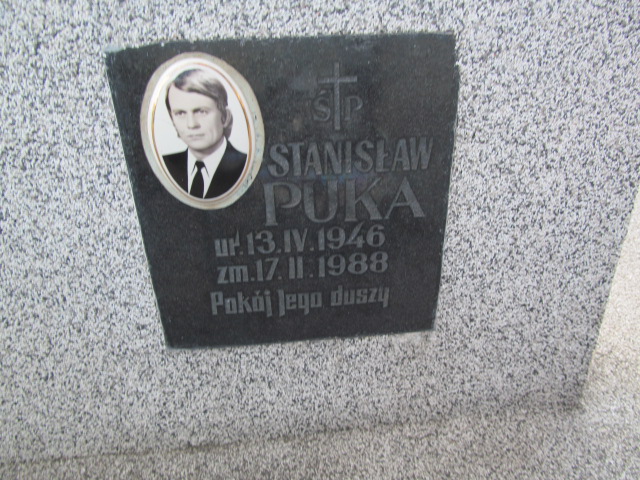 ŚP
STANISŁAW
PUKA
ur. 13.IV.1946
zm. 17.II.1988
Pokój Jego duszy